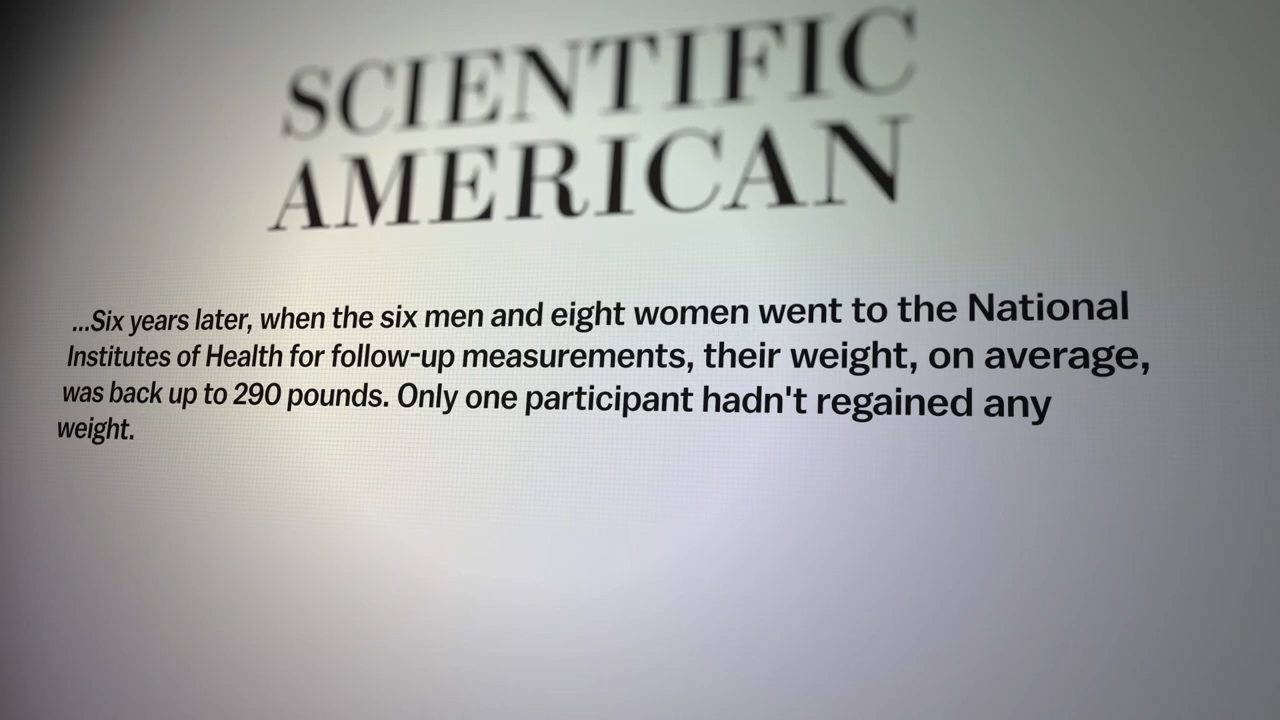 SCIENTIFIC
AMERICAN
...Six years later, when the six men and eight women went to the National
Institutes of Health for follow-up measurements, their weight, on average,
was back up to 290 pounds. Only one participant hadn't regained any
weight.